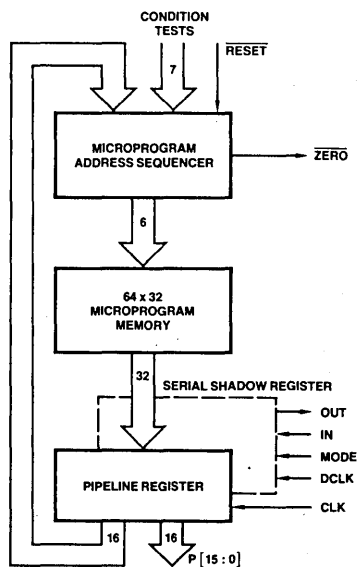 CONDITION
TESTS
7
RESET
MICROPROGRAM
ADDRESS SEQUENCER
ZERO
6
64 x 32
MICROPROGRAM
MEMORY
32
SERIAL SHADOW REGISTER
OUT
IN
MODE
DCLK
PIPELINE REGISTER
CLK
16
16
P [15 : 0]